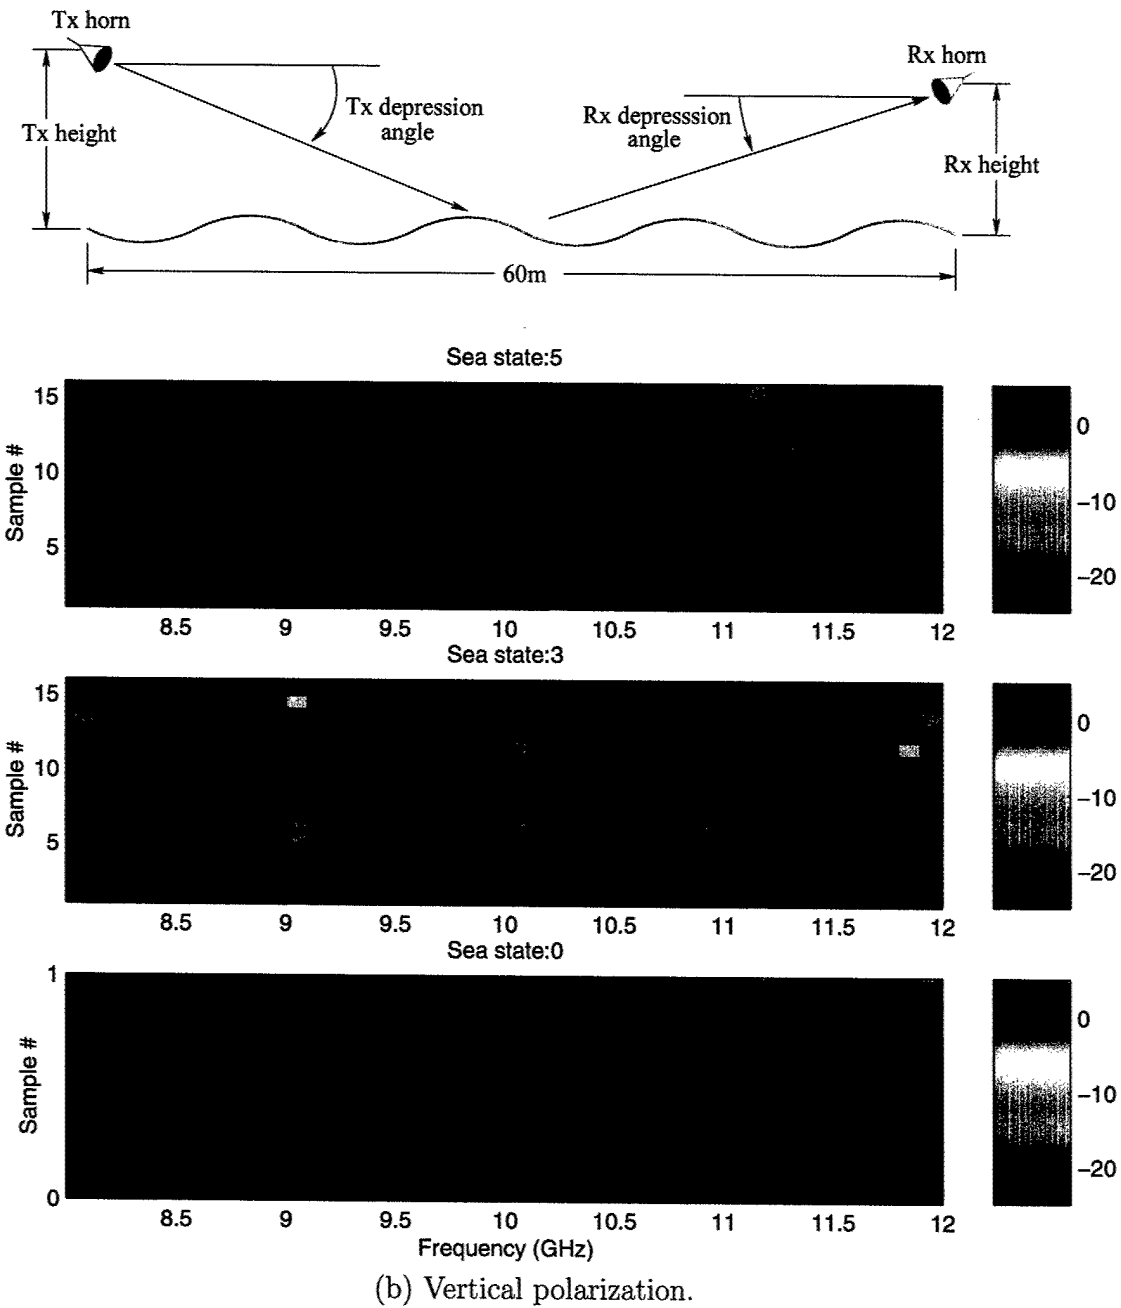 Tx horn
Rx horn
Tx depression
angle
Rx depresssion
angle
Tx height
Rx height
60m
Sea state:5
15
10
5
Sample #
0
−10
−20
8.5 9 9.5 10 10.5 11 11.5 12
Sea state:3
15
10
5
Sample #
0
−10
−20
8.5 9 9.5 10 10.5 11 11.5 12
Sea state:0
1
0
Sample #
0
−10
−20
8.5 9 9.5 10 10.5 11 11.5 12
Frequency (GHz)
(b) Vertical polarization.